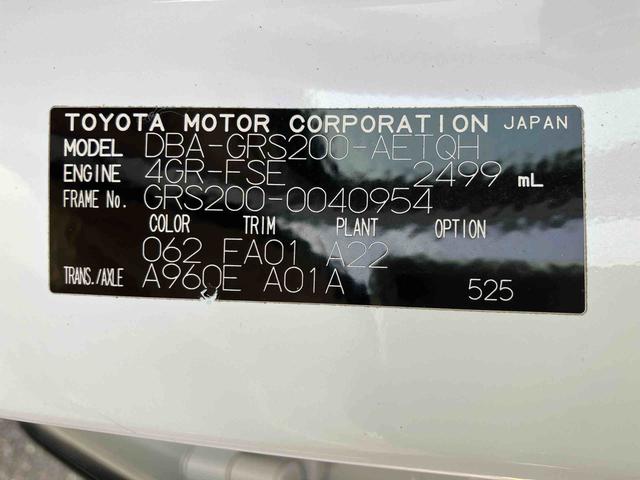 TOYOTA MOTOR CORPORATION JAPAN
MODEL DBA-GRS200-AETQH
ENGINE 4GR-FSE 2499 mL
FRAME No. GRS200-0040954
COLOR TRIM PLANT OPTION
062 FA01 A22
TRANS./AXLE A960E A01A 525